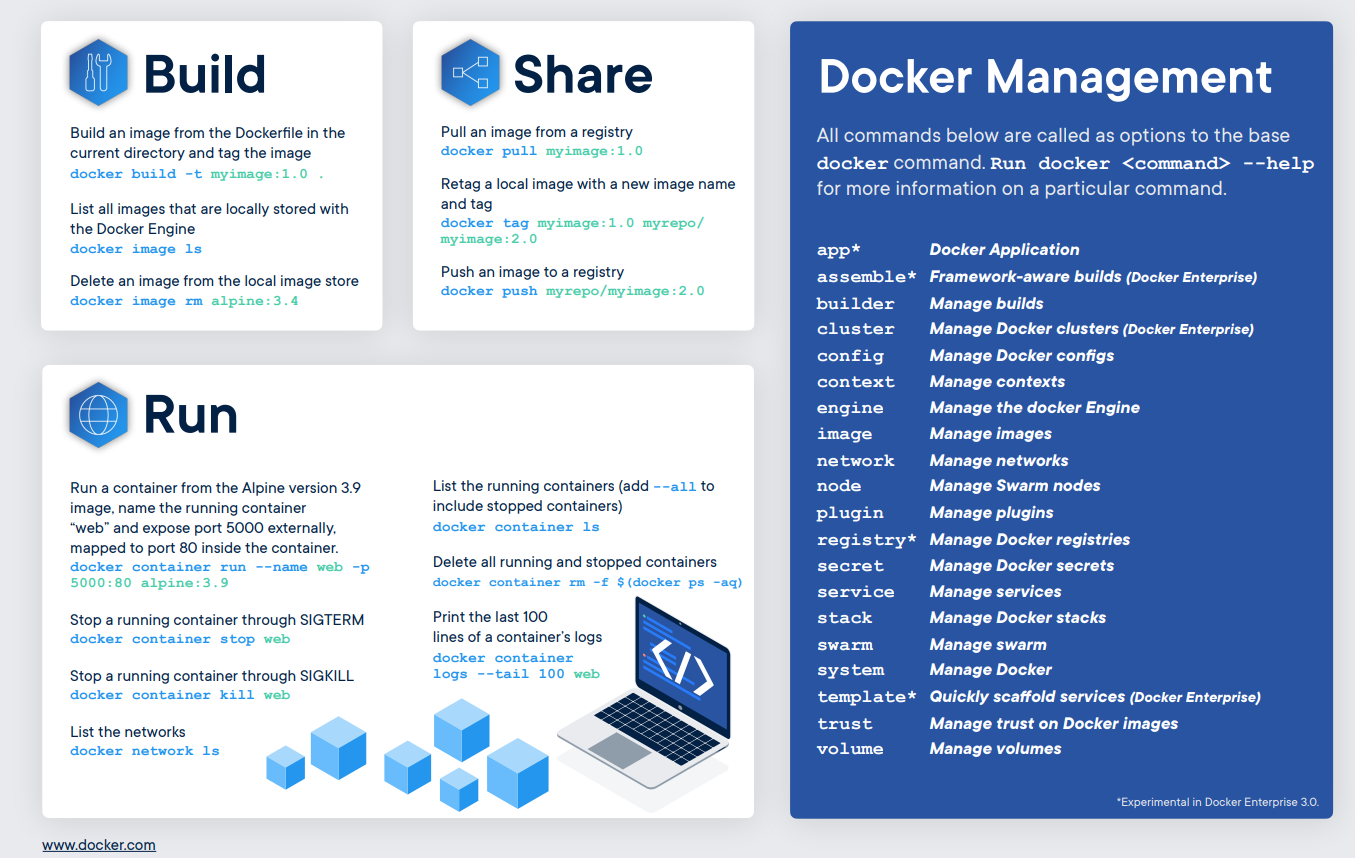 Build
Build an image from the Dockerfile in the
current directory and tag the image
docker build -t myimage:1.0 .
List all images that are locally stored with
the Docker Engine
docker image ls
Delete an image from the local image store
docker image rm alpine:3.4
Share
Pull an image from a registry
docker pull myimage:1.0
Retag a local image with a new image name
and tag
docker tag myimage:1.0 myrepo/
myimage:2.0
Push an image to a registry
docker push myrepo/myimage:2.0
Run
Run a container from the Alpine version 3.9
image, name the running container
“web” and expose port 5000 externally,
mapped to port 80 inside the container.
docker container run --name web -p
5000:80 alpine:3.9
Stop a running container through SIGTERM
docker container stop web
Stop a running container through SIGKILL
docker container kill web
List the networks
docker network ls
List the running containers (add --all to
include stopped containers)
docker container ls
Delete all running and stopped containers
docker container rm -f $(docker ps -aq)
Print the last 100
lines of a container’s logs
docker container
logs --tail 100 web
</>
Docker Management
All commands below are called as options to the base
docker command. Run docker <command> --help
for more information on a particular command.
app* Docker Application
assemble* Framework-aware builds (Docker Enterprise)
builder Manage builds
cluster Manage Docker clusters (Docker Enterprise)
config Manage Docker configs
context Manage contexts
engine Manage the docker Engine
image Manage images
network Manage networks
node Manage Swarm nodes
plugin Manage plugins
registry* Manage Docker registries
secret Manage Docker secrets
service Manage services
stack Manage Docker stacks
swarm Manage swarm
system Manage Docker
template* Quickly scaffold services (Docker Enterprise)
trust Manage trust on Docker images
volume Manage volumes
*Experimental in Docker Enterprise 3.0.
www.docker.com